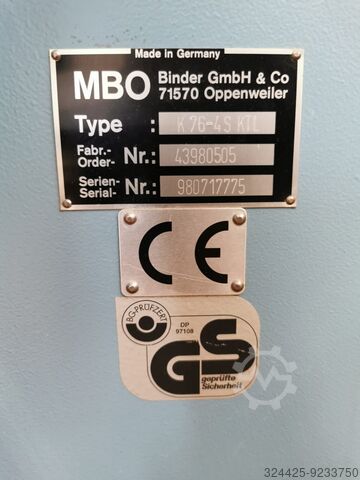 Made in Germany
MBO Binder GmbH & Co
71570 Oppenweiler
Type : K 76-4S KTL
Fabr.-
Order- Nr.: 43980505
Serien-
Serial- Nr.: 980717775
CE
BG-PRÜFZERT
DP
97108
GS
geprüfte
Sicherheit
324425-9233750